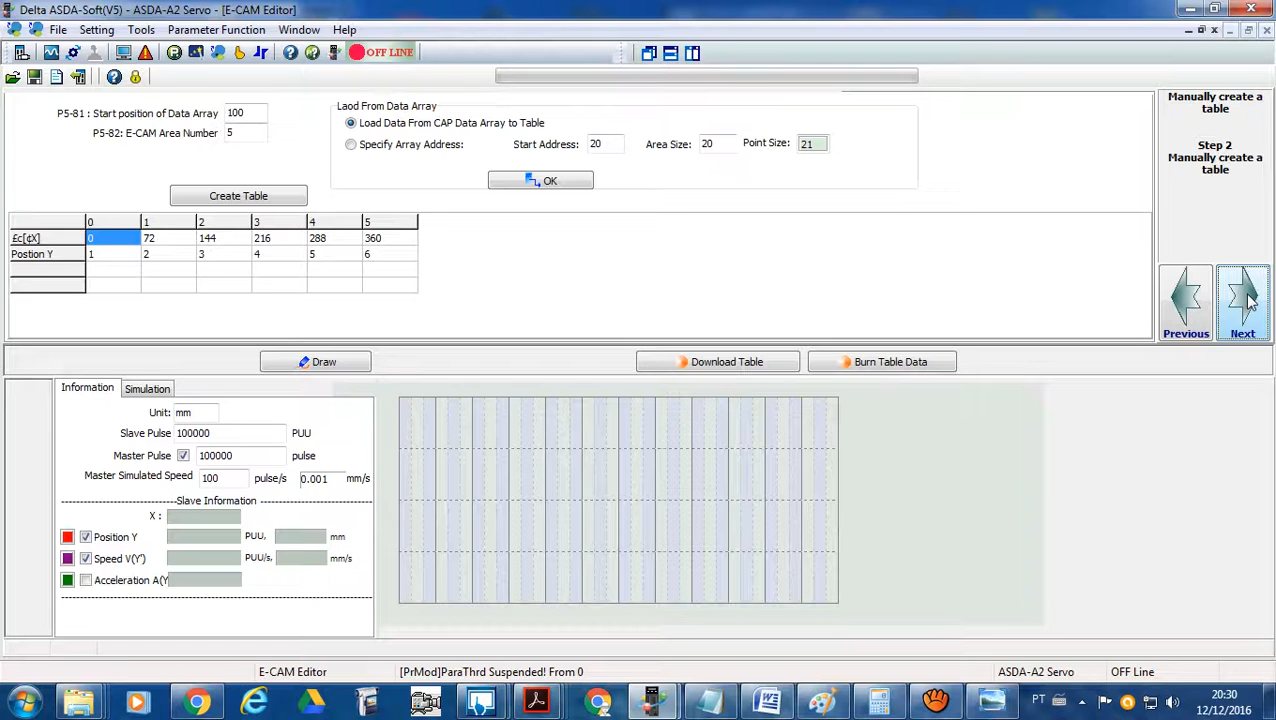 Delta ASDA-Soft(V5) - ASDA-A2 Servo - [E-CAM Editor]
File Setting Tools Parameter Function Window Help
OFF LINE
P5-81 : Start position of Data Array 100
P5-82: E-CAM Area Number 5
Create Table
Laod From Data Array
Load Data From CAP Data Array to Table
Specify Array Address: Start Address: 20 Area Size: 20 Point Size: 21
OK
Manually create a
table
Step 2
Manually create a
table
Previous Next
0 1 2 3 4 5
£c[¢X] 0 72 144 216 288 360
Postion Y 1 2 3 4 5 6
Draw Download Table Burn Table Data
Information Simulation
Unit: mm
Slave Pulse 100000 PUU
Master Pulse 100000 pulse
Master Simulated Speed 100 pulse/s 0.001 mm/s
Slave Information
X :
Position Y PUU, mm
Speed V(Y') PUU/s, mm/s
Acceleration A(Y
E-CAM Editor [PrMod]ParaThrd Suspended! From 0 ASDA-A2 Servo OFF Line
PT 20:30
12/12/2016